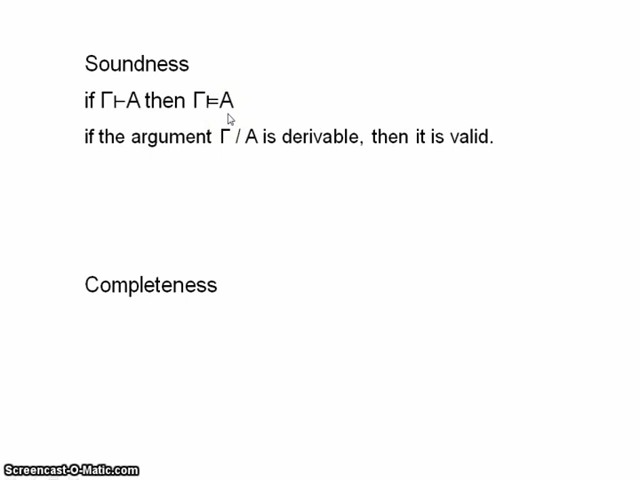 Soundness
if Γ⊢A then Γ⊨A
if the argument Γ / A is derivable, then it is valid.
Completeness
Screencast-O-Matic.com